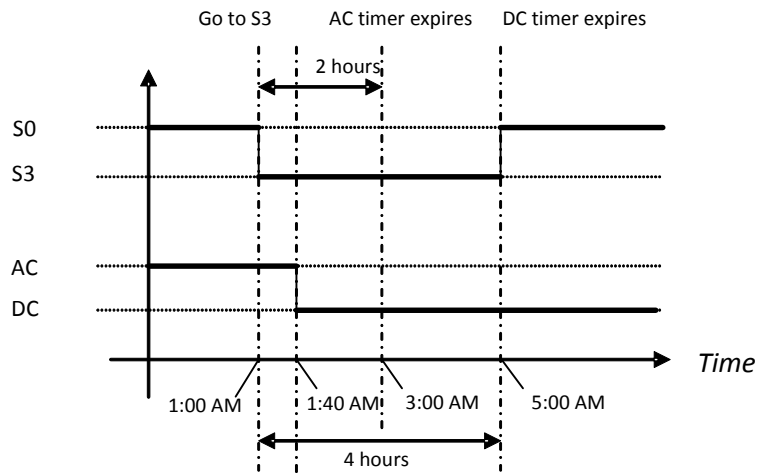 Go to S3 AC timer expires DC timer expires
2 hours
S0
S3
AC
DC
Time
1:00 AM 1:40 AM 3:00 AM 5:00 AM
4 hours